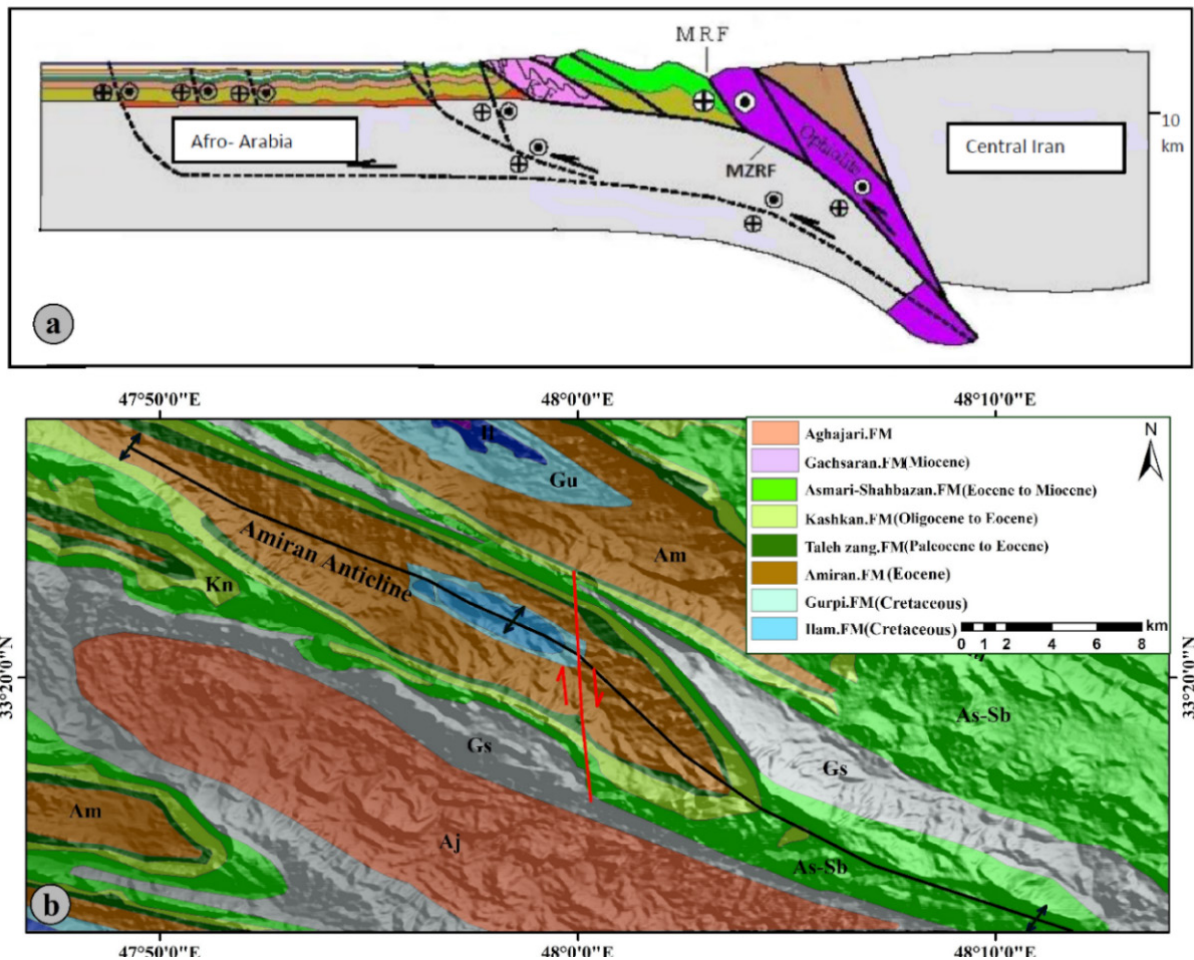 MRF
Afro- Arabia
Ophiolite
MZRF
Central Iran
10
km
a
47°50'0"E
48°0'0"E
48°10'0"E
Aghajari.FM
Gachsaran.FM(Miocene)
Asmari-Shahbazan.FM(Eocene to Miocene)
Kashkan.FM(Oligocene to Eocene)
Taleh zang.FM(Paleocene to Eocene)
Amiran.FM(Eocene)
Gurpi.FM(Cretaceous)
Ilam.FM(Cretaceous)
N
0 1 2 4 6 8 km
Il
Gu
Am
Amiran Anticline
Kn
33°20'0"N
33°20'0"N
As-Sb
Gs
Gs
Am
Aj
As-Sb
b
47°50'0"E
48°0'0"E
48°10'0"E